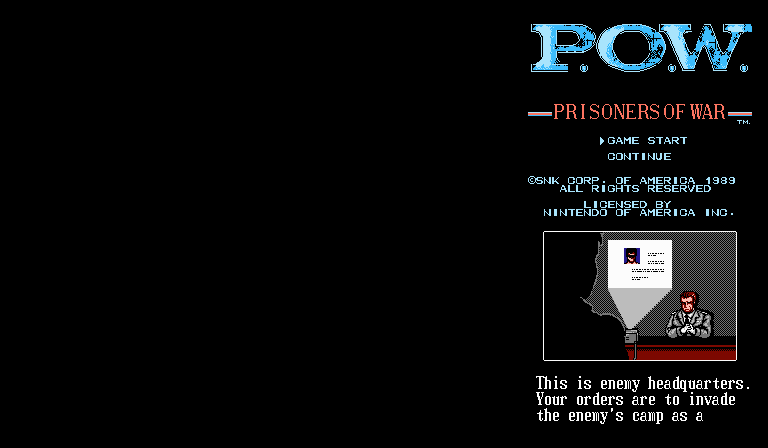 P.O.W.
PRISONERS OF WAR
TM.
GAME START
CONTINUE
©SNK CORP. OF AMERICA 1989
ALL RIGHTS RESERVED
LICENSED BY
NINTENDO OF AMERICA INC.
This is enemy headquarters.
Your orders are to invade
the enemy's camp as a